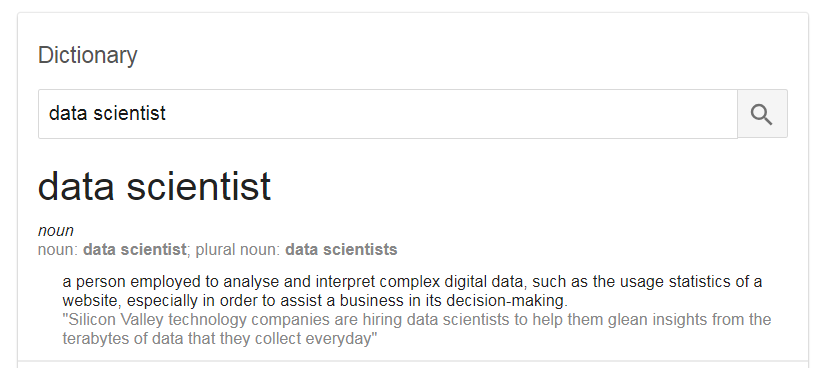 Dictionary
data scientist
data scientist
noun
noun: data scientist; plural noun: data scientists
a person employed to analyse and interpret complex digital data, such as the usage statistics of a
website, especially in order to assist a business in its decision-making.
"Silicon Valley technology companies are hiring data scientists to help them glean insights from the
terabytes of data that they collect everyday"